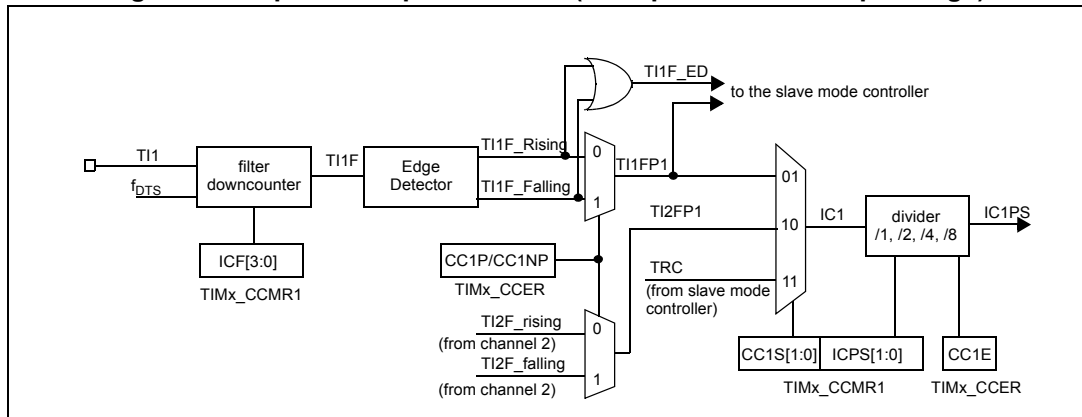 TI1F_ED
to the slave mode controller
TI1
TI1F
TI1F_Rising
TI1F_Falling
filter
downcounter
Edge
Detector
fDTS
0
1
TI1FP1
TI2FP1
01
10
11
IC1
divider
/1, /2, /4, /8
IC1PS
ICF[3:0]
TIMx_CCMR1
CC1P/CC1NP
TIMx_CCER
TRC
(from slave mode
controller)
TI2F_rising
(from channel 2)
TI2F_falling
(from channel 2)
0
1
CC1S[1:0]
ICPS[1:0]
CC1E
TIMx_CCMR1
TIMx_CCER